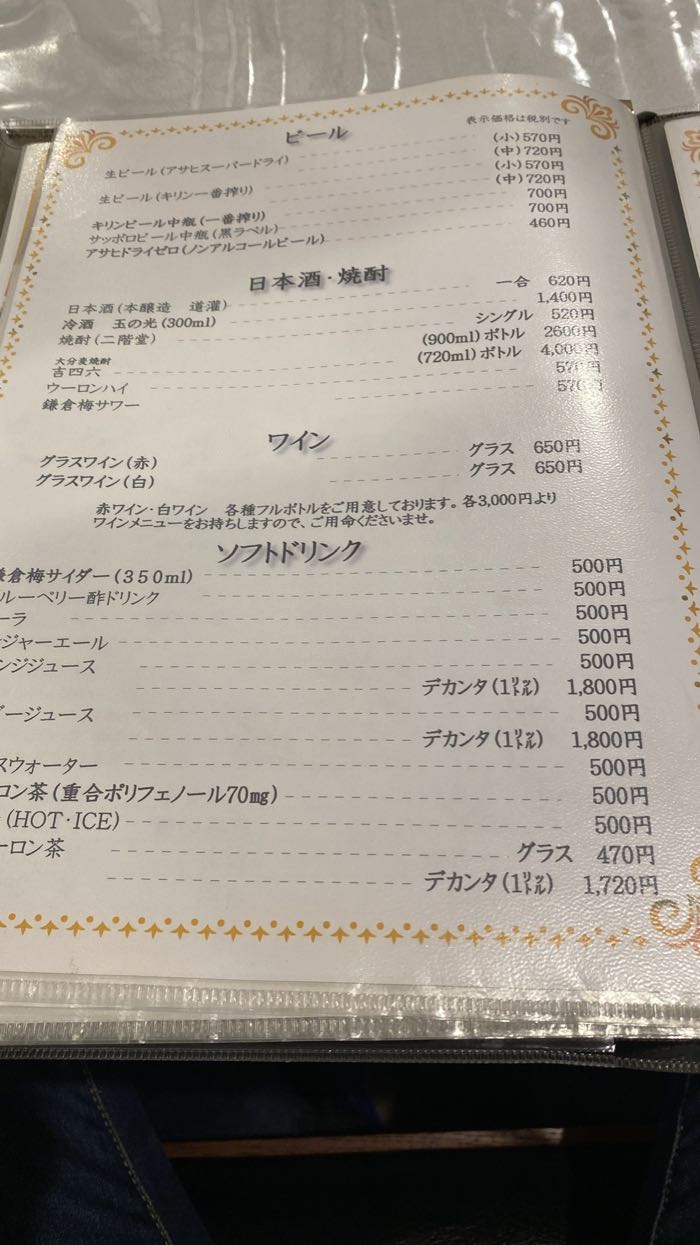 表示価格は税別です
ビール
生ビール(アサヒスーパードライ) (小)570円
(中)720円
生ビール(キリン一番搾り) (小)570円
(中)720円
キリンビール中瓶(一番搾り) 700円
サッポロビール中瓶(黒ラベル) 700円
アサヒドライゼロ(ノンアルコールビール) 460円
日本酒・焼酎
日本酒(本醸造 道灌) 一合 620円
冷酒 玉の光(300ml) 1,400円
焼酎(二階堂) シングル 520円
(900ml)ボトル 2600円
大分麦焼酎
吉四六 (720ml)ボトル 4,000円
ウーロンハイ
鎌倉梅サワー
ワイン
グラスワイン(赤) グラス 650円
グラスワイン(白) グラス 650円
赤ワイン・白ワイン 各種フルボトルをご用意しております。各3,000円より
ワインメニューをお持ちしますので、ご用命くださいませ。
ソフトドリンク
倉梅サイダー(350ml) 500円
ルーベリー酢ドリンク 500円
ーラ 500円
ジャーエール 500円
ンジジュース 500円
デカンタ(1㍑) 1,800円
ージュース 500円
デカンタ(1㍑) 1,800円
スウォーター 500円
ロン茶(重合ポリフェノール70mg) 500円
(HOT・ICE) 500円
ーロン茶 グラス 470円
デカンタ(1㍑) 1,720円